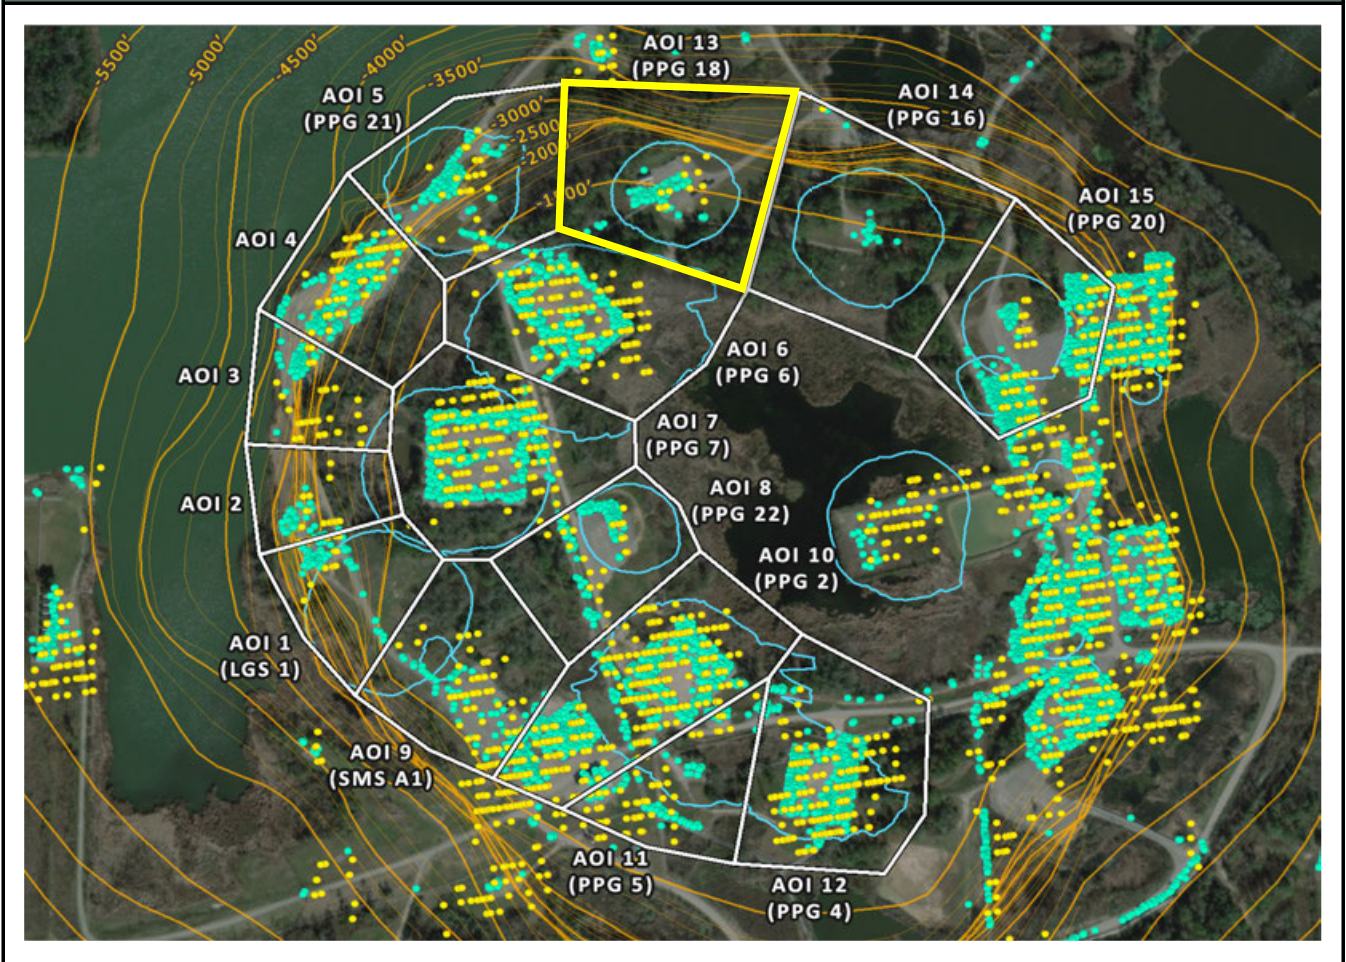 -5500'
-5000'
-4500'
-4000'
-3500'
-3000'
-2500'
-2000'
AOI 13
(PPG 18)
AOI 5
(PPG 21)
AOI 14
(PPG 16)
AOI 15
(PPG 20)
AOI 4
AOI 6
(PPG 6)
AOI 3
AOI 7
(PPG 7)
AOI 2
AOI 8
(PPG 22)
AOI 10
(PPG 2)
AOI 1
(LGS 1)
AOI 9
(SMS A1)
AOI 11
(PPG 5)
AOI 12
(PPG 4)